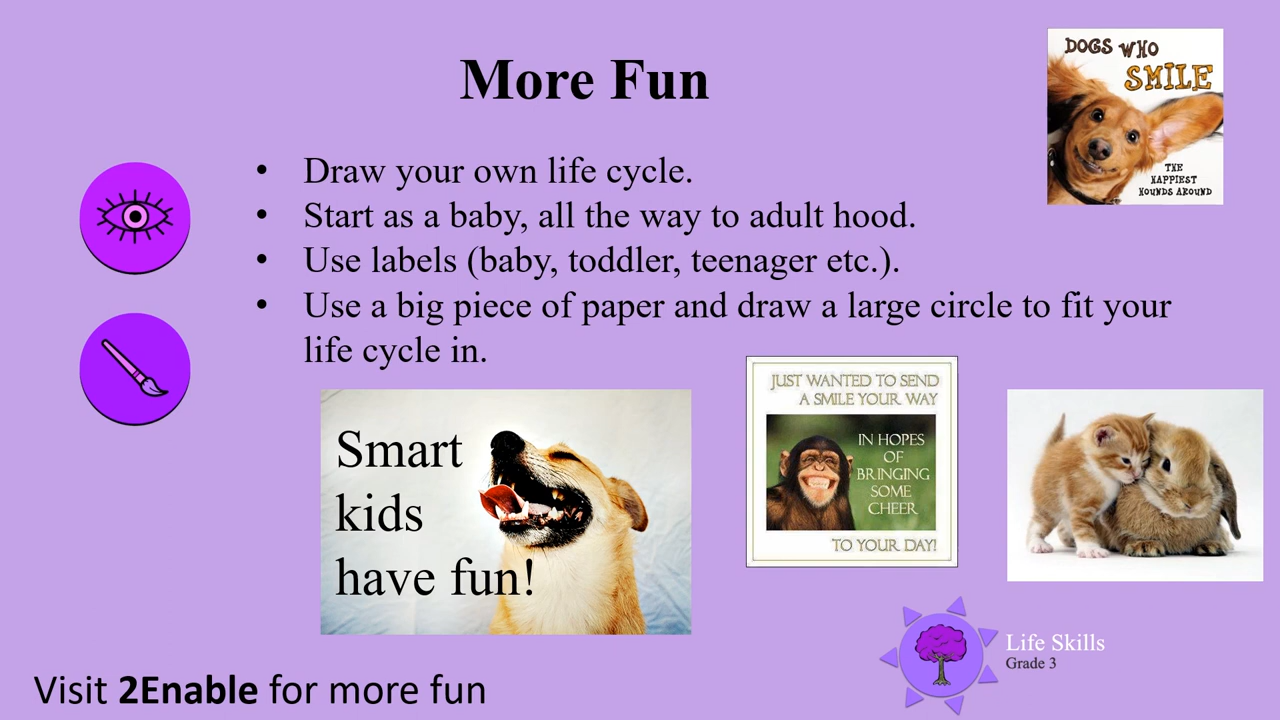 More Fun
DOGS WHO
SMILE
THE
HAPPIEST
HOUNDS AROUND
• Draw your own life cycle.
• Start as a baby, all the way to adult hood.
• Use labels (baby, toddler, teenager etc.).
• Use a big piece of paper and draw a large circle to fit your
life cycle in.
Smart
kids
have fun!
JUST WANTED TO SEND
A SMILE YOUR WAY
IN HOPES
OF
BRINGING
SOME
CHEER
TO YOUR DAY!
Life Skills
Grade 3
Visit 2Enable for more fun